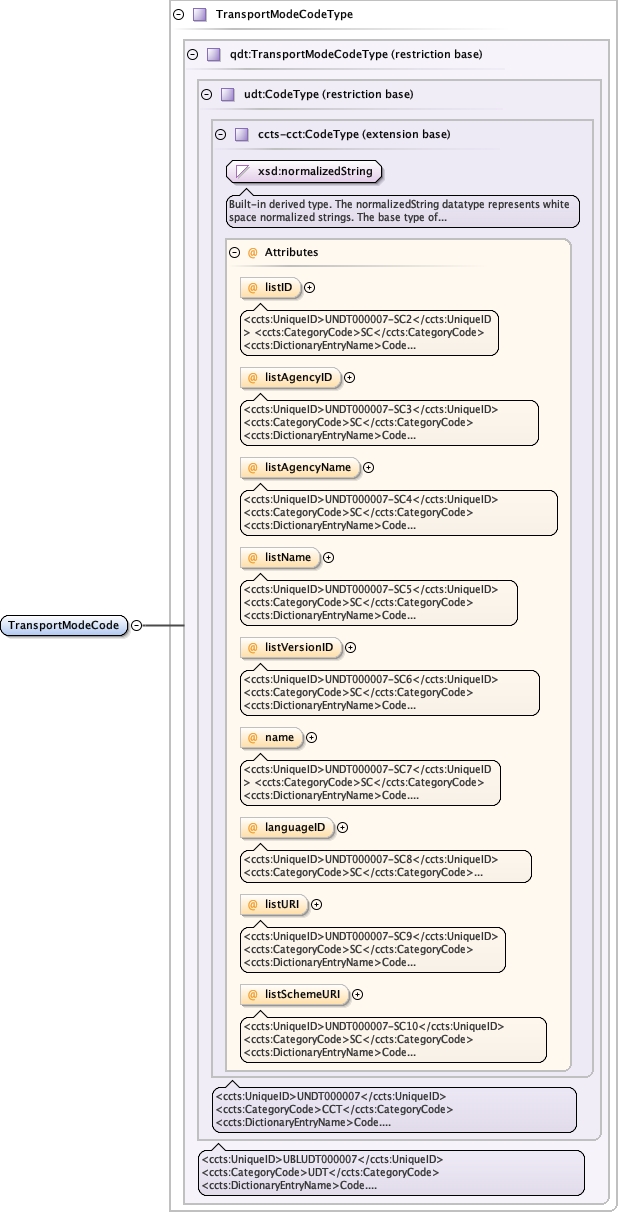 TransportModeCodeType
qdt:TransportModeCodeType (restriction base)
udt:CodeType (restriction base)
ccts-cct:CodeType (extension base)
xsd:normalizedString
Built-in derived type. The normalizedString datatype represents white
space normalized strings. The base type of...
@ Attributes
@ listID
<ccts:UniqueID>UNDT000007-SC2</ccts:UniqueID
> <ccts:CategoryCode>SC</ccts:CategoryCode>
<ccts:DictionaryEntryName>Code...
@ listAgencyID
<ccts:UniqueID>UNDT000007-SC3</ccts:UniqueID>
<ccts:CategoryCode>SC</ccts:CategoryCode>
<ccts:DictionaryEntryName>Code...
@ listAgencyName
<ccts:UniqueID>UNDT000007-SC4</ccts:UniqueID>
<ccts:CategoryCode>SC</ccts:CategoryCode>
<ccts:DictionaryEntryName>Code...
@ listName
<ccts:UniqueID>UNDT000007-SC5</ccts:UniqueID>
<ccts:CategoryCode>SC</ccts:CategoryCode>
<ccts:DictionaryEntryName>Code...
TransportModeCode
@ listVersionID
<ccts:UniqueID>UNDT000007-SC6</ccts:UniqueID>
<ccts:CategoryCode>SC</ccts:CategoryCode>
<ccts:DictionaryEntryName>Code...
@ name
<ccts:UniqueID>UNDT000007-SC7</ccts:UniqueID
> <ccts:CategoryCode>SC</ccts:CategoryCode>
<ccts:DictionaryEntryName>Code....
@ languageID
<ccts:UniqueID>UNDT000007-SC8</ccts:UniqueID>
<ccts:CategoryCode>SC</ccts:CategoryCode>...
@ listURI
<ccts:UniqueID>UNDT000007-SC9</ccts:UniqueID>
<ccts:CategoryCode>SC</ccts:CategoryCode>
<ccts:DictionaryEntryName>Code...
@ listSchemeURI
<ccts:UniqueID>UNDT000007-SC10</ccts:UniqueID>
<ccts:CategoryCode>SC</ccts:CategoryCode>
<ccts:DictionaryEntryName>Code...
<ccts:UniqueID>UNDT000007</ccts:UniqueID>
<ccts:CategoryCode>CCT</ccts:CategoryCode>
<ccts:DictionaryEntryName>Code....
<ccts:UniqueID>UBLUDT000007</ccts:UniqueID>
<ccts:CategoryCode>UDT</ccts:CategoryCode>
<ccts:DictionaryEntryName>Code....